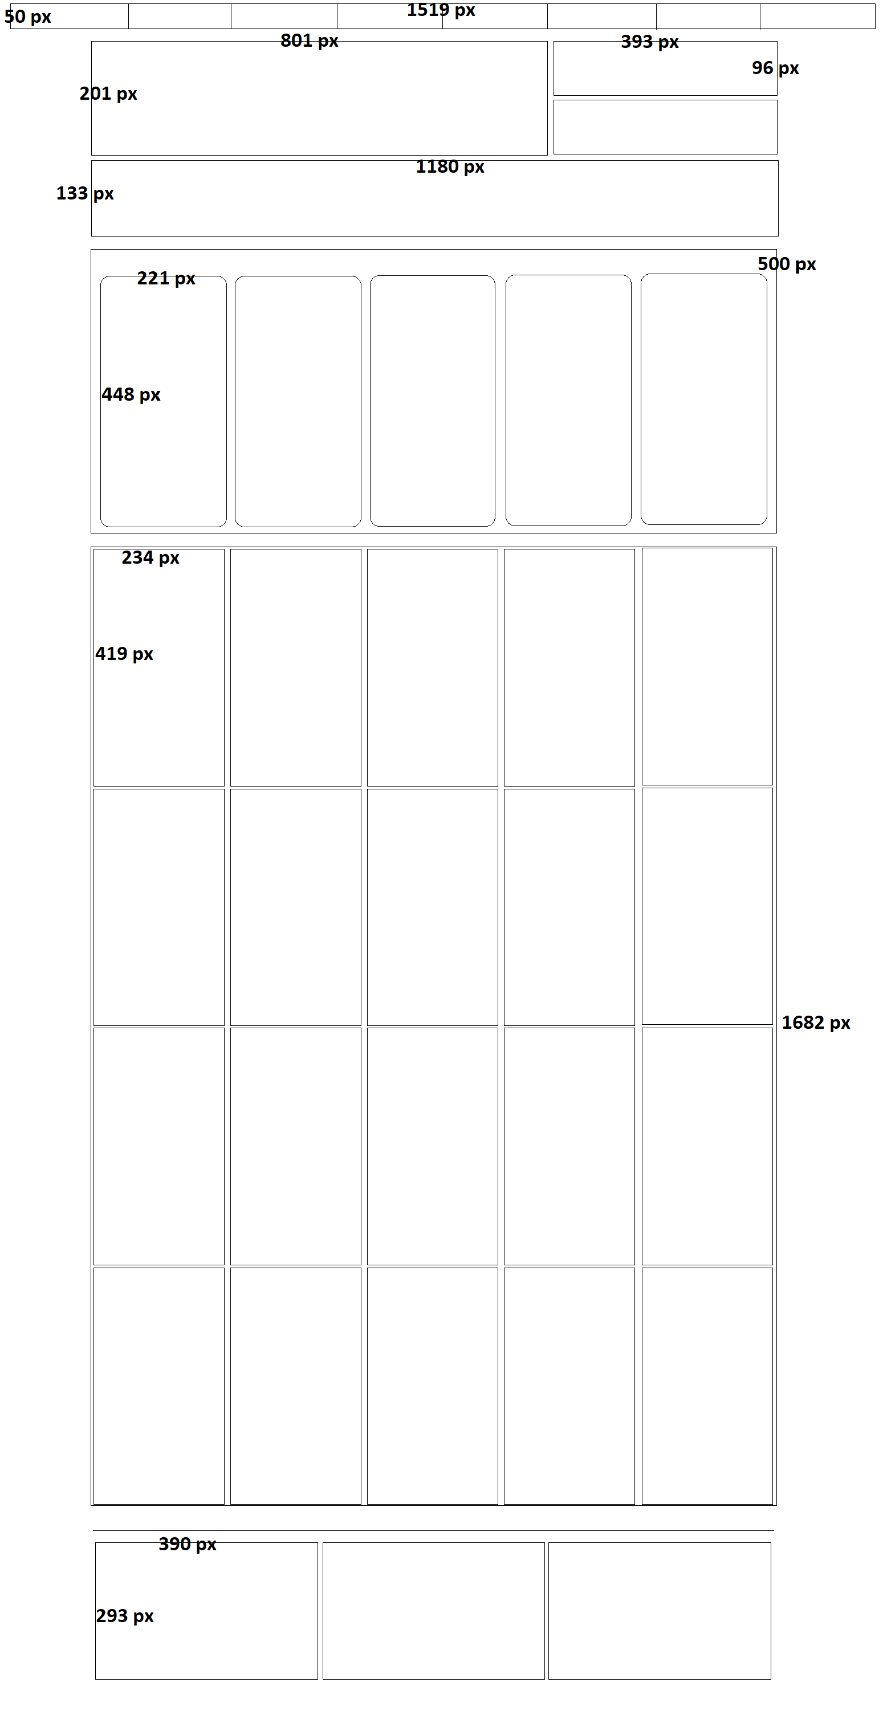 1519 px
50 px
801 px
393 px
96 px
201 px
1180 px
133 px
500 px
221 px
448 px
234 px
419 px
1682 px
390 px
293 px